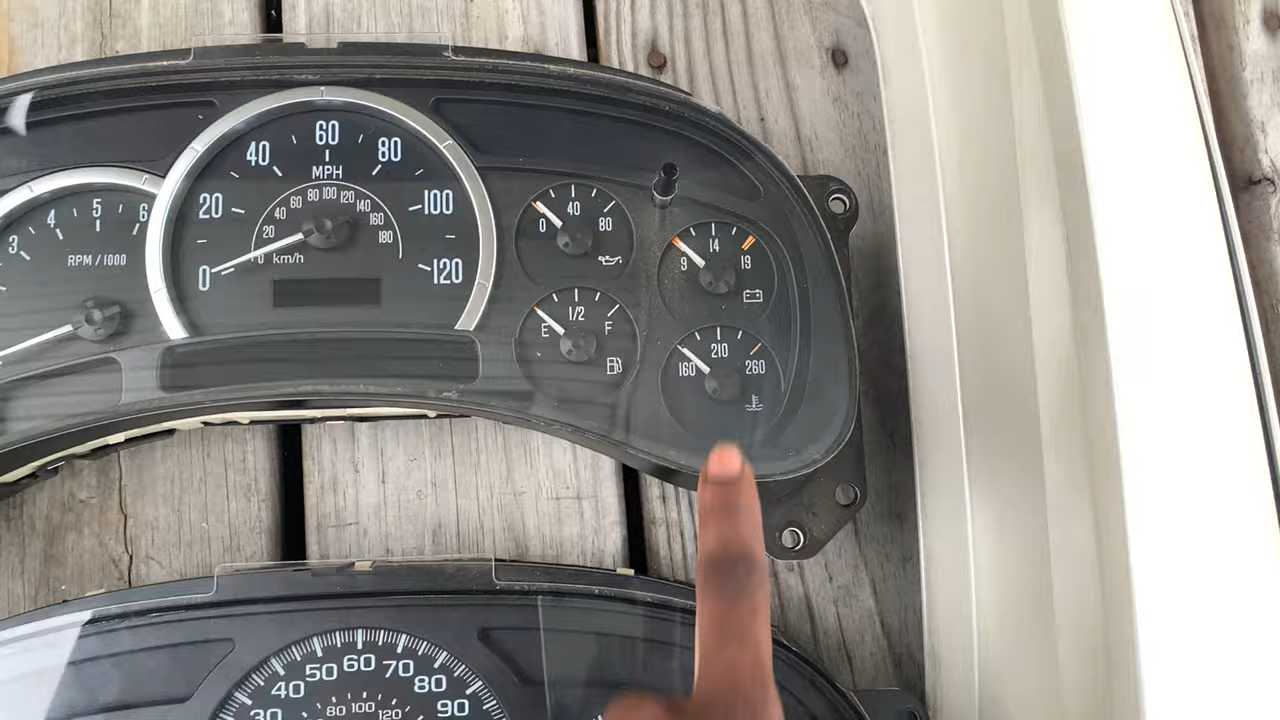 3 4 5 6
RPM / 1000
0 20 40 60 80 100 120
MPH
0 20 40 60 80 100 120 140 160 180
km/h
0 40 80
9 14 19
E 1/2 F
160 210 260
30 40 50 60 70 80 90
80 100 120